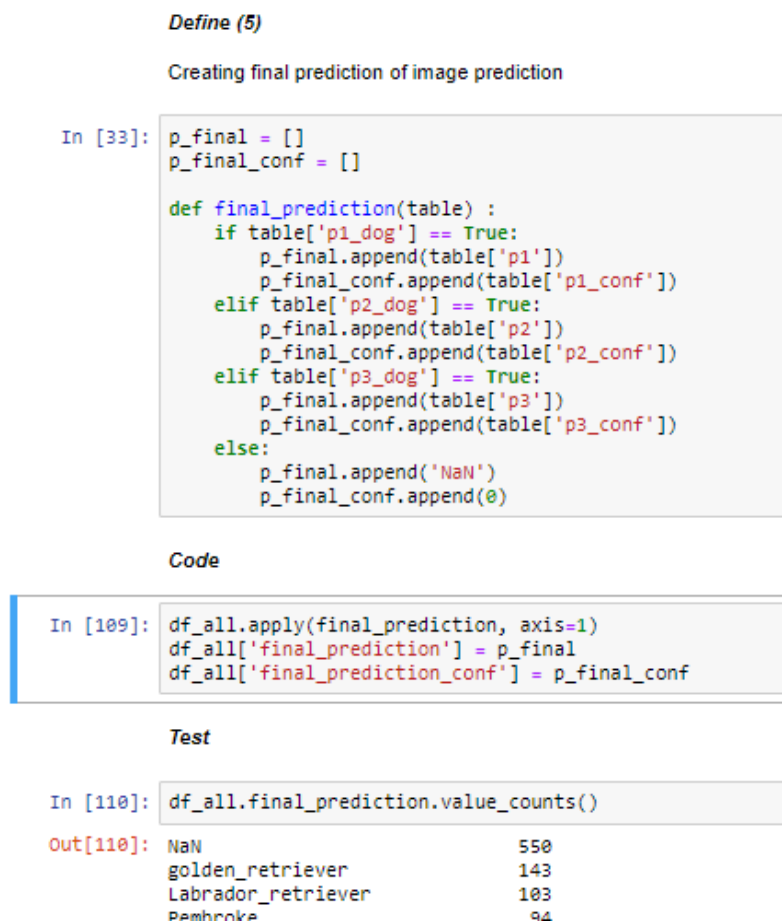 Define (5)
Creating final prediction of image prediction
In [33]: p_final = []
p_final_conf = []
def final_prediction(table) :
    if table['p1_dog'] == True:
        p_final.append(table['p1'])
        p_final_conf.append(table['p1_conf'])
    elif table['p2_dog'] == True:
        p_final.append(table['p2'])
        p_final_conf.append(table['p2_conf'])
    elif table['p3_dog'] == True:
        p_final.append(table['p3'])
        p_final_conf.append(table['p3_conf'])
    else:
        p_final.append('NaN')
        p_final_conf.append(0)
Code
In [109]: df_all.apply(final_prediction, axis=1)
df_all['final_prediction'] = p_final
df_all['final_prediction_conf'] = p_final_conf
Test
In [110]: df_all.final_prediction.value_counts()
Out[110]: NaN 550
golden_retriever 143
Labrador_retriever 103
Pembroke 94